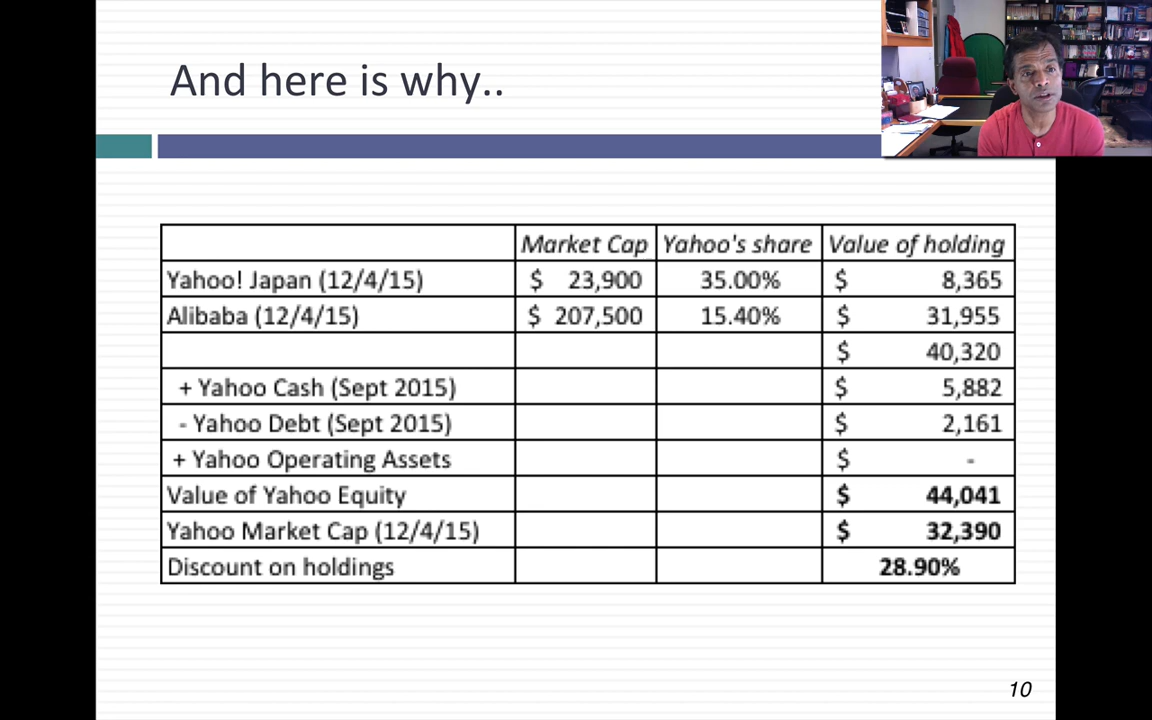 And here is why..
Market Cap Yahoo's share Value of holding
Yahoo! Japan (12/4/15) $ 23,900 35.00% $ 8,365
Alibaba (12/4/15) $ 207,500 15.40% $ 31,955
$ 40,320
+ Yahoo Cash (Sept 2015) $ 5,882
- Yahoo Debt (Sept 2015) $ 2,161
+ Yahoo Operating Assets $ -
Value of Yahoo Equity $ 44,041
Yahoo Market Cap (12/4/15) $ 32,390
Discount on holdings 28.90%
10